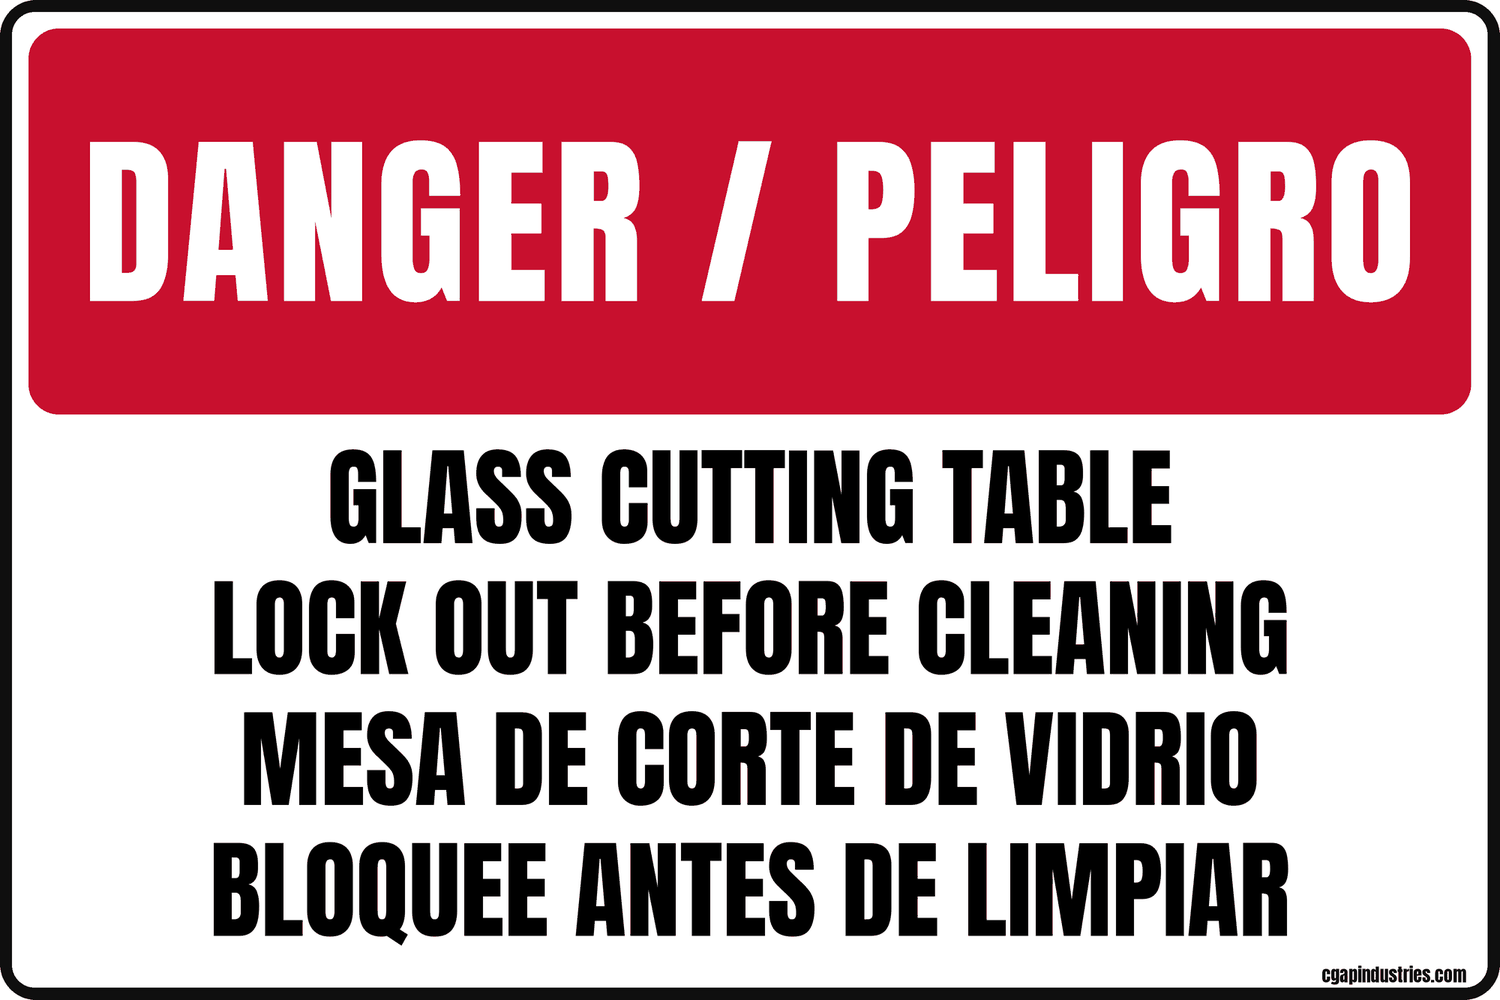 DANGER / PELIGRO
GLASS CUTTING TABLE
LOCK OUT BEFORE CLEANING
MESA DE CORTE DE VIDRIO
BLOQUEE ANTES DE LIMPIAR
cgapindustries.com